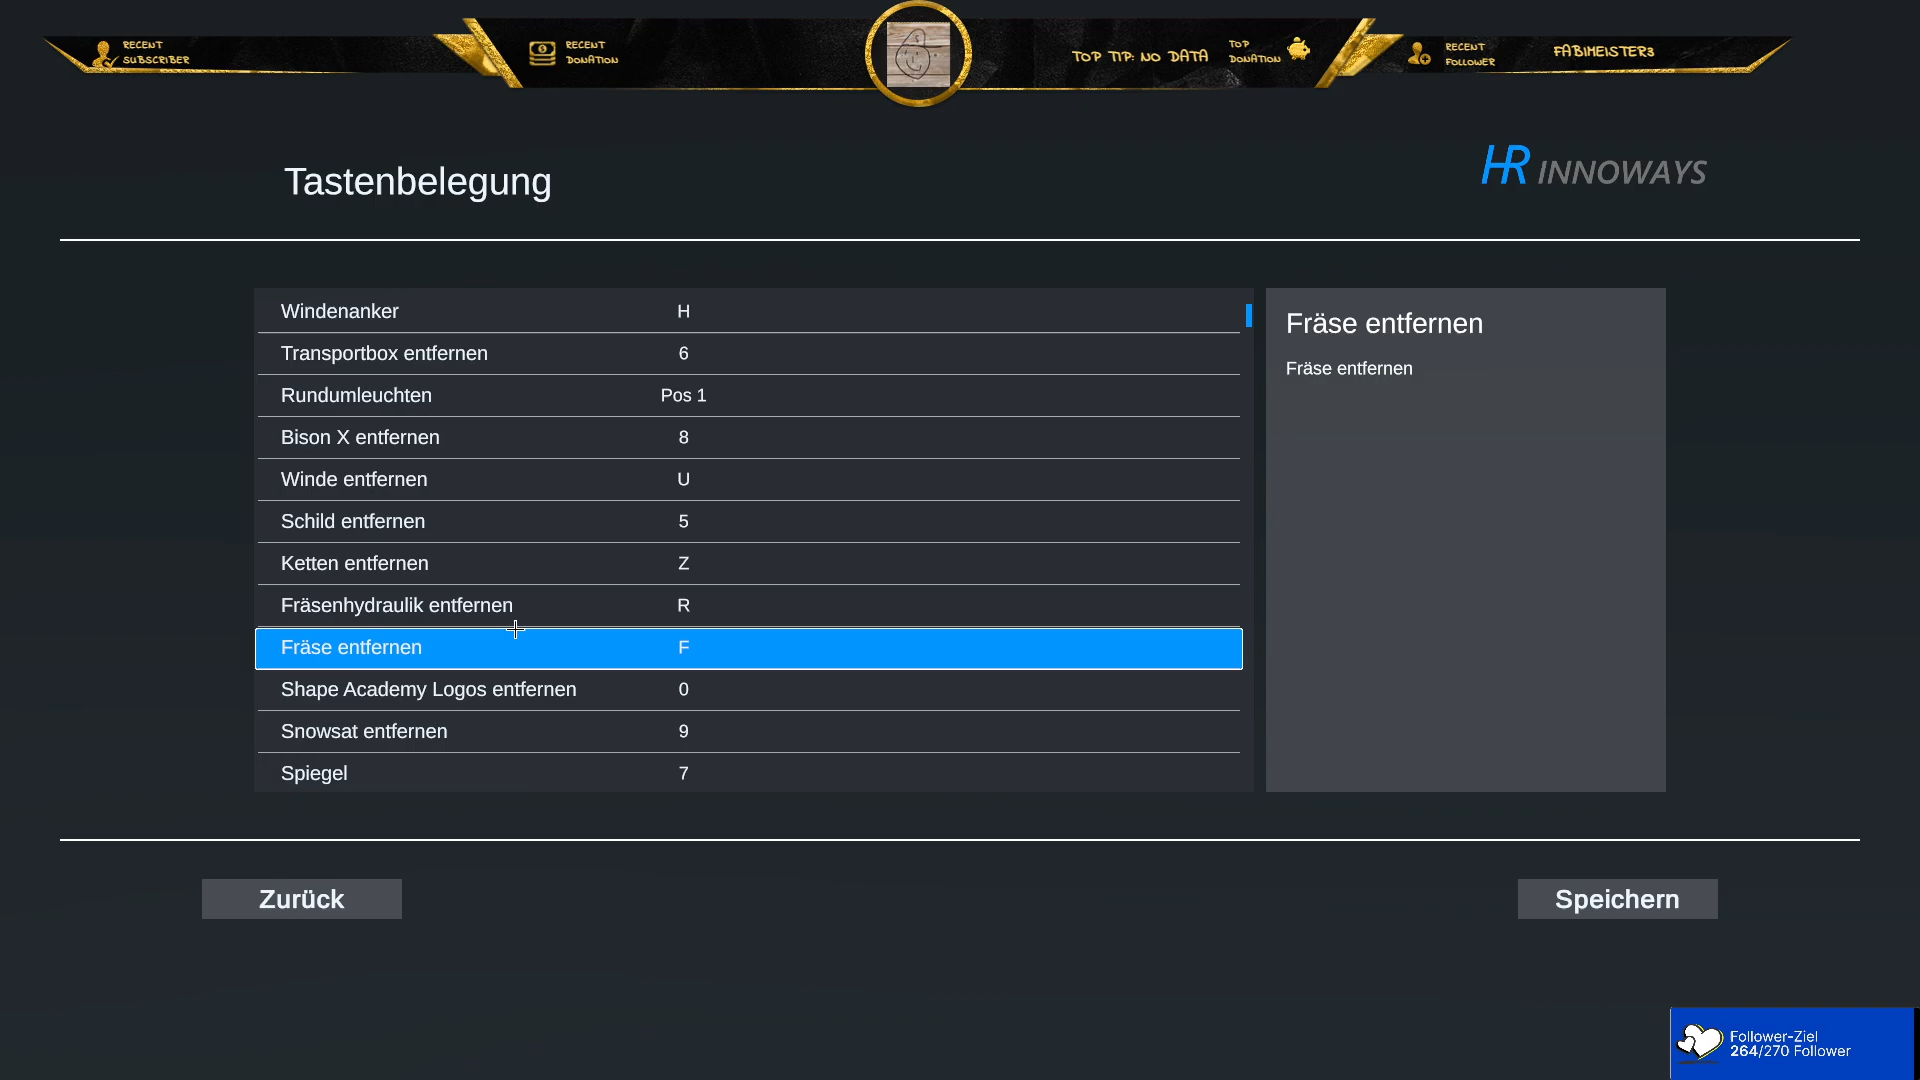 RECENT
SUBSCRIBER
RECENT
DONATION
TOP TIP: NO DATA
TOP
DONATION
RECENT
FOLLOWER
FABIMEISTER3
Tastenbelegung
HR INNOWAYS
Windenanker H
Transportbox entfernen 6
Rundumleuchten Pos 1
Bison X entfernen 8
Winde entfernen U
Schild entfernen 5
Ketten entfernen Z
Fräsenhydraulik entfernen R
Fräse entfernen F
Shape Academy Logos entfernen 0
Snowsat entfernen 9
Spiegel 7
Fräse entfernen
Fräse entfernen
Zurück
Speichern
Follower-Ziel
264/270 Follower